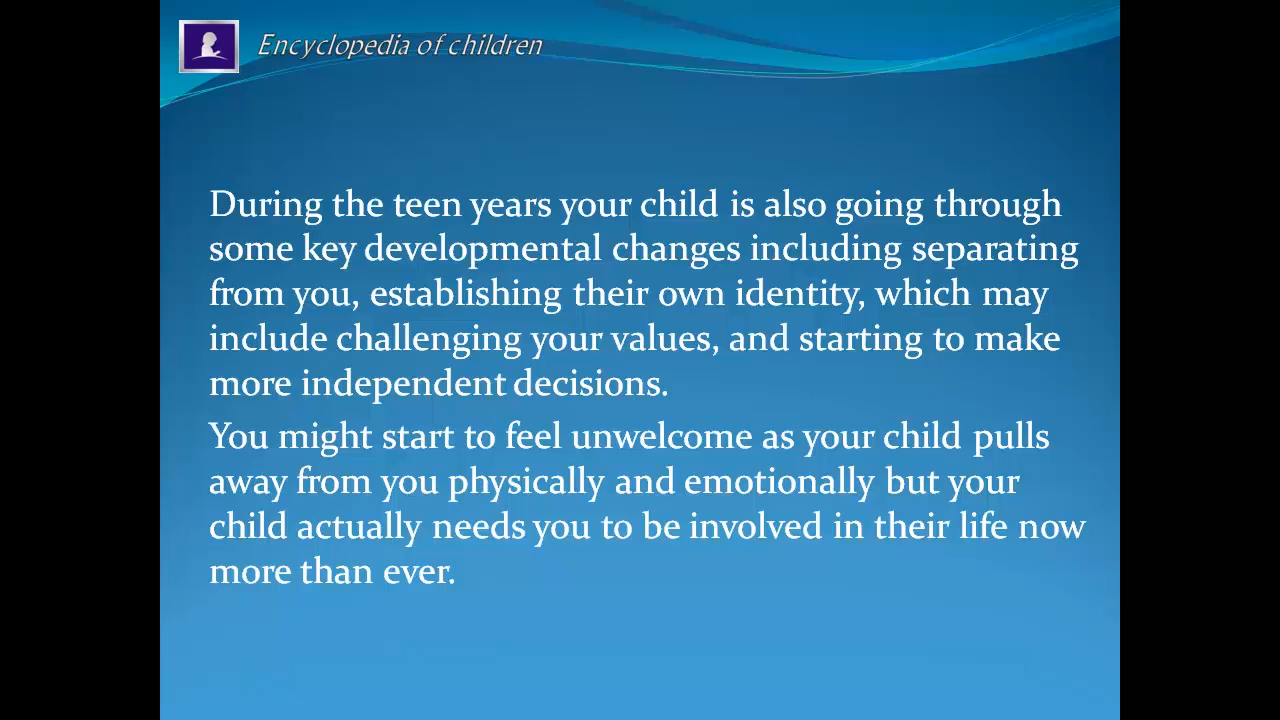 Encyclopedia of children
During the teen years your child is also going through
some key developmental changes including separating
from you, establishing their own identity, which may
include challenging your values, and starting to make
more independent decisions.
You might start to feel unwelcome as your child pulls
away from you physically and emotionally but your
child actually needs you to be involved in their life now
more than ever.